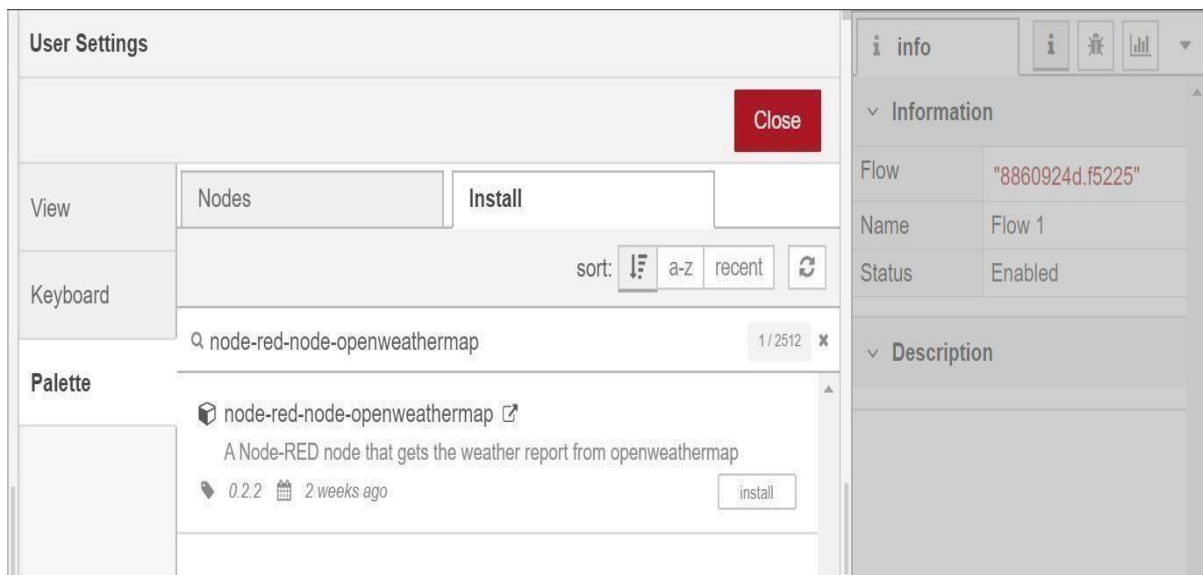 User Settings
Close
View
Keyboard
Palette
Nodes
Install
sort: a-z recent
node-red-node-openweathermap
1 / 2512 ✖
node-red-node-openweathermap
A Node-RED node that gets the weather report from openweathermap
0.2.2 2 weeks ago
install
i info
i
Information
Flow "8860924d.f5225"
Name Flow 1
Status Enabled
Description